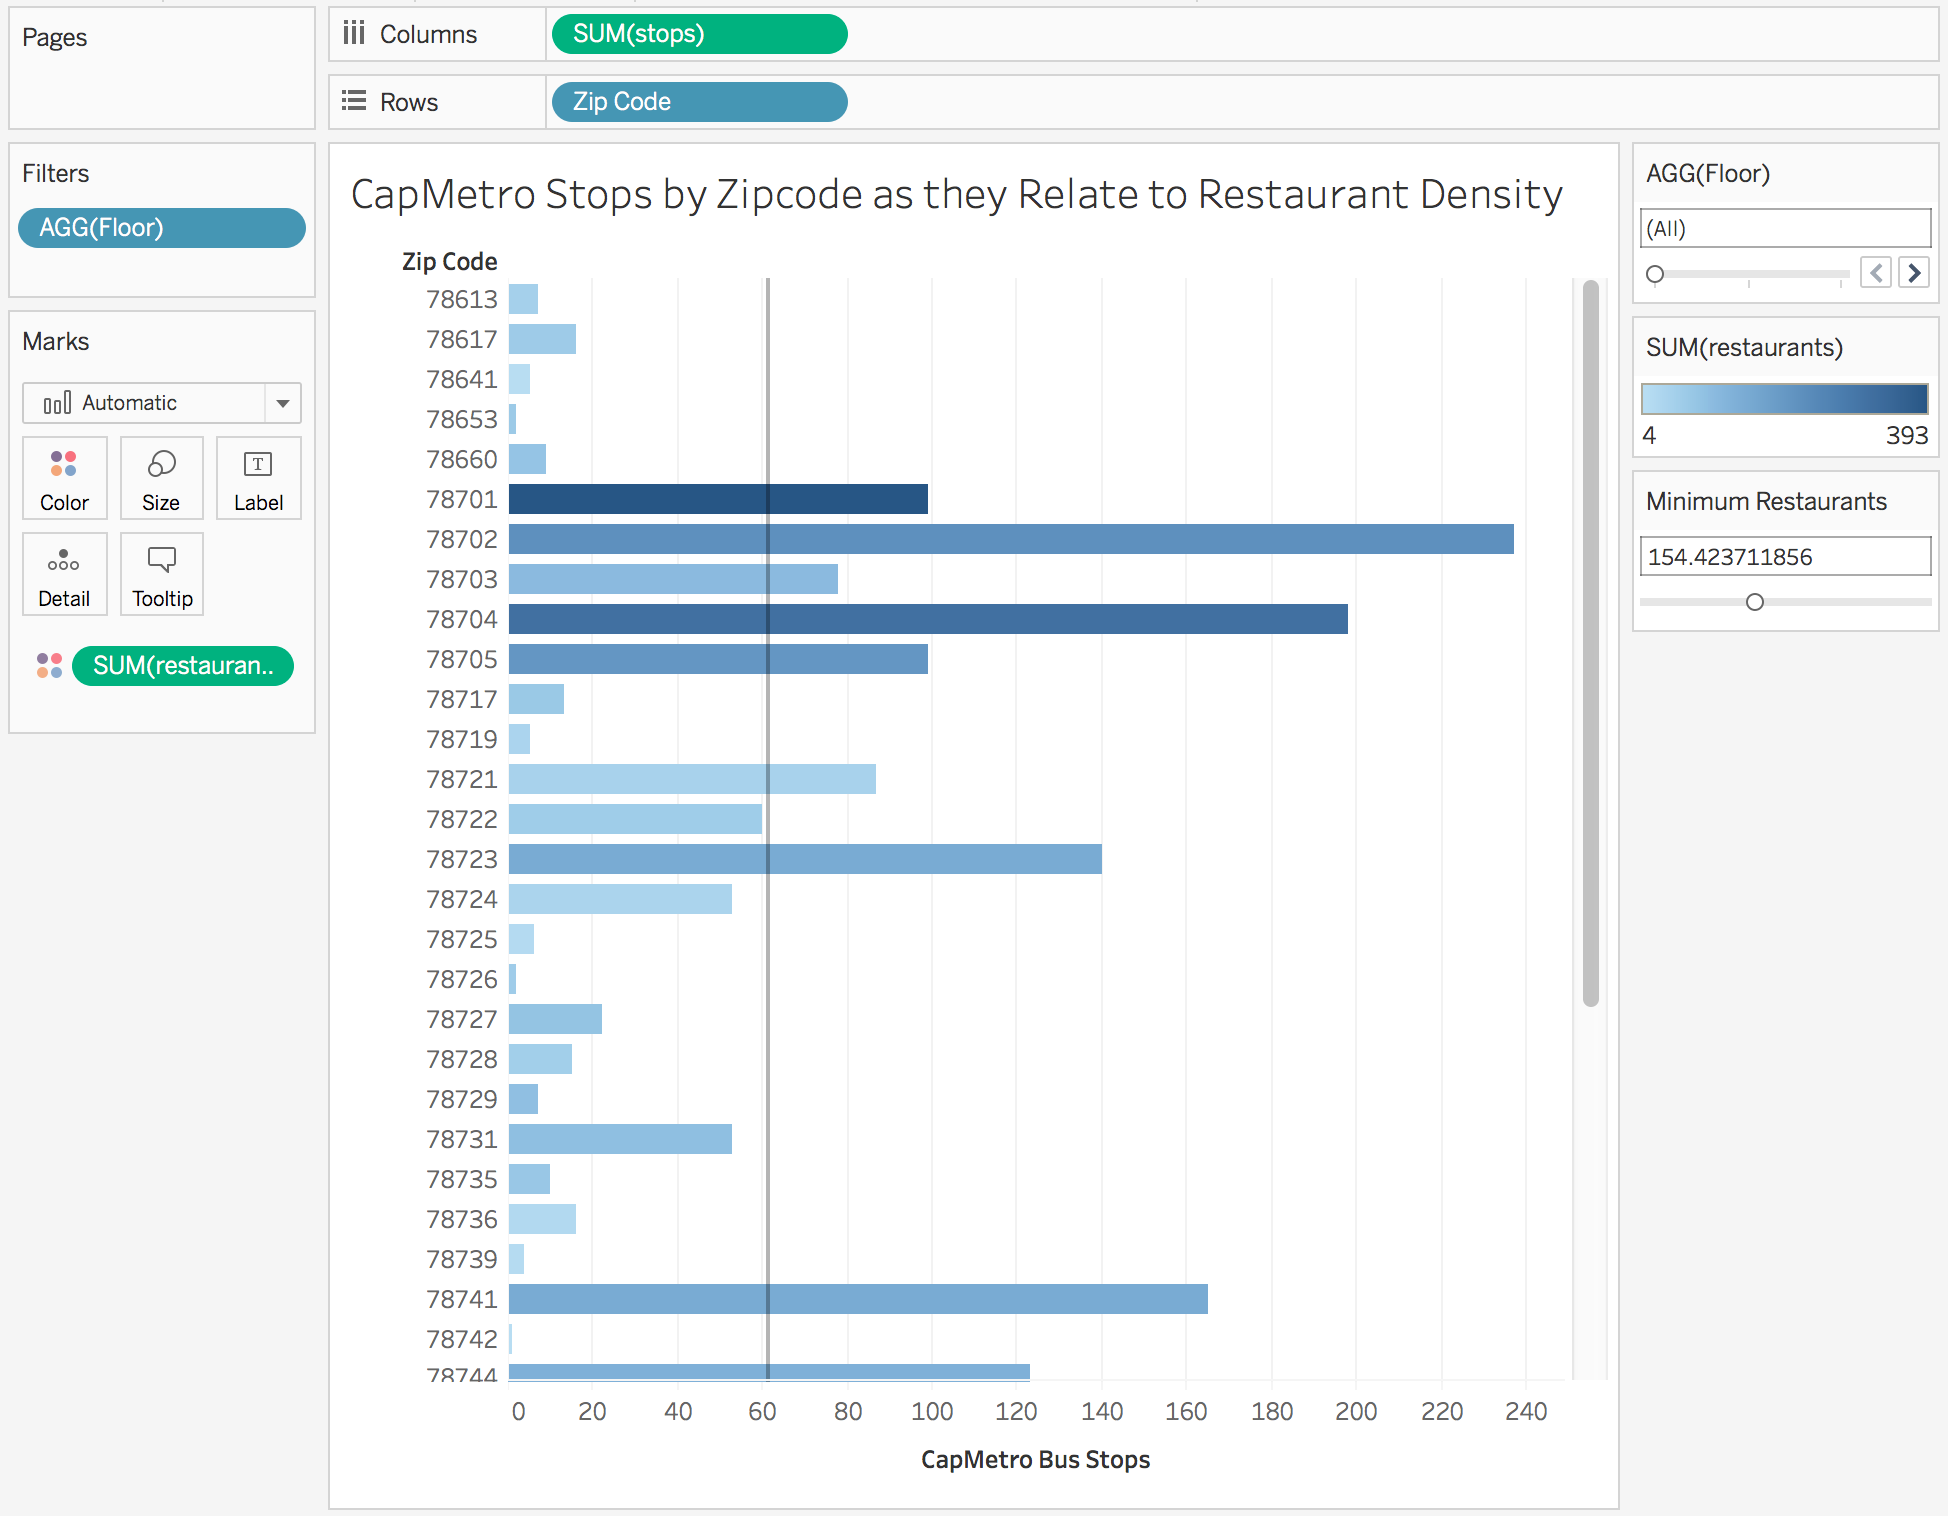 Pages
Columns
SUM(stops)
Rows
Zip Code
Filters
AGG(Floor)
Marks
Automatic
Color
Size
T
Label
Detail
Tooltip
SUM(restauran..
CapMetro Stops by Zipcode as they Relate to Restaurant Density
Zip Code
78613
78617
78641
78653
78660
78701
78702
78703
78704
78705
78717
78719
78721
78722
78723
78724
78725
78726
78727
78728
78729
78731
78735
78736
78739
78741
78742
78744
0 20 40 60 80 100 120 140 160 180 200 220 240
CapMetro Bus Stops
AGG(Floor)
(All)
SUM(restaurants)
4 393
Minimum Restaurants
154.423711856